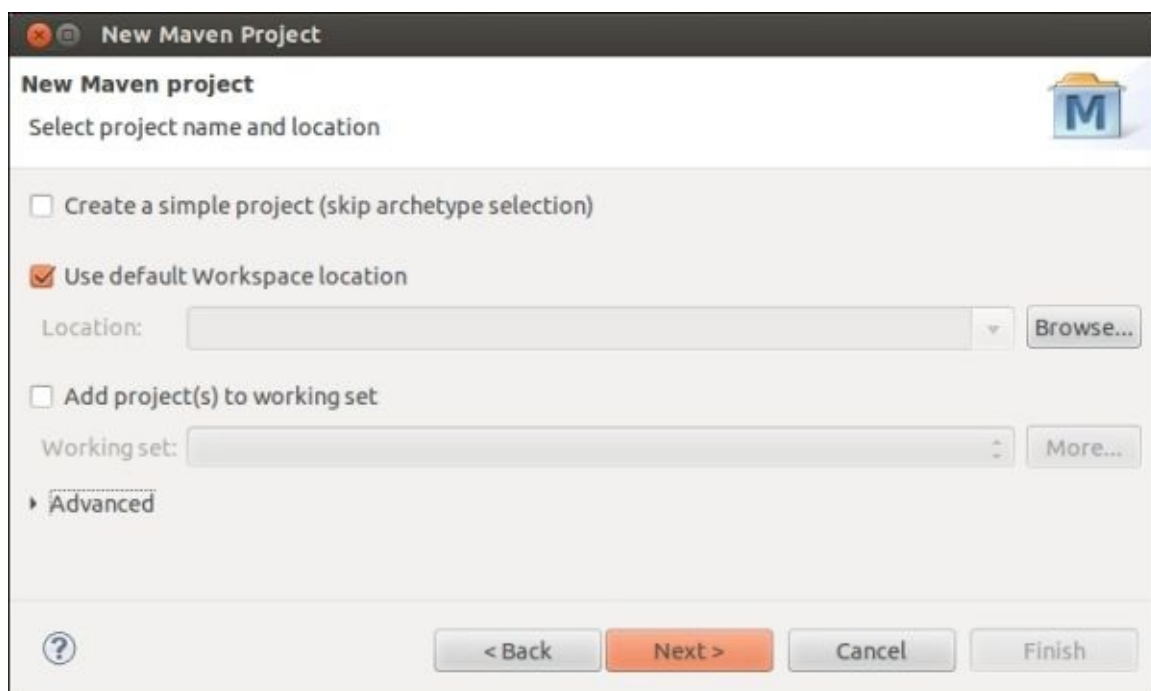 New Maven Project
New Maven project
Select project name and location
M
Create a simple project (skip archetype selection)
Use default Workspace location
Location:
Browse...
Add project(s) to working set
Working set:
More...
Advanced
?
< Back
Next >
Cancel
Finish